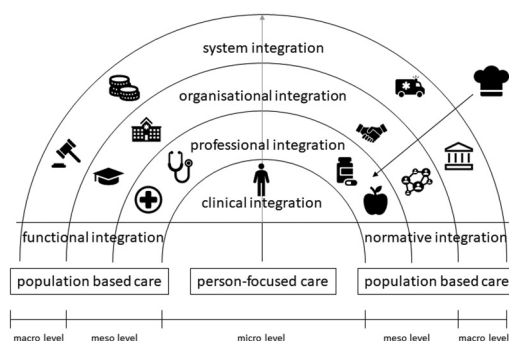 system integration
organisational integration
professional integration
clinical integration
functional integration
normative integration
population based care
person-focused care
population based care
macro level
meso level
micro level
meso level
macro level